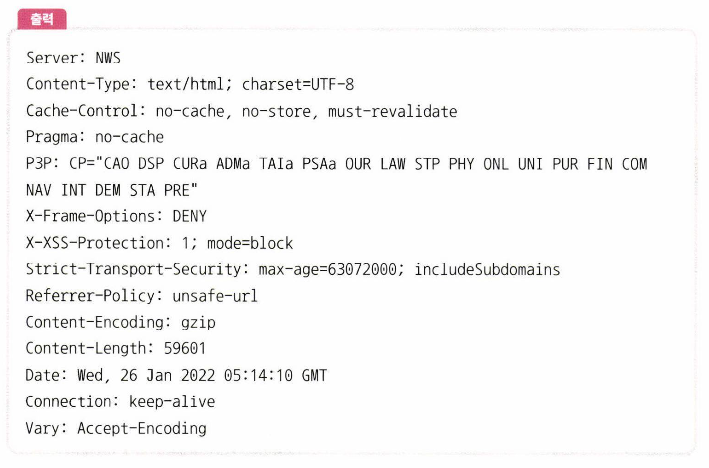 출력
Server: NWS
Content-Type: text/html; charset=UTF-8
Cache-Control: no-cache, no-store, must-revalidate
Pragma: no-cache
P3P: CP="CAO DSP CURa ADMa TAIa PSAa OUR LAW STP PHY ONL UNI PUR FIN COM
NAV INT DEM STA PRE"
X-Frame-Options: DENY
X-XSS-Protection: 1; mode=block
Strict-Transport-Security: max-age=63072000; includeSubdomains
Referrer-Policy: unsafe-url
Content-Encoding: gzip
Content-Length: 59601
Date: Wed, 26 Jan 2022 05:14:10 GMT
Connection: keep-alive
Vary: Accept-Encoding